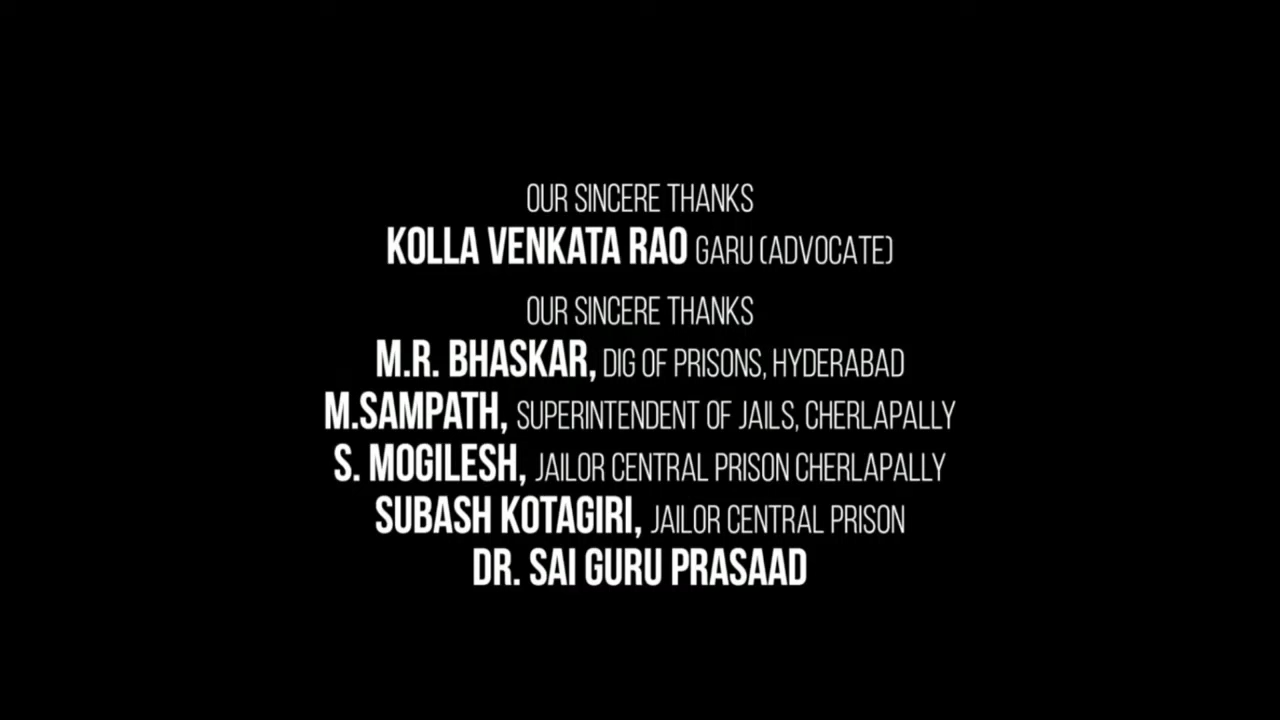 OUR SINCERE THANKS
KOLLA VENKATA RAO GARU (ADVOCATE)
OUR SINCERE THANKS
M.R. BHASKAR, DIG OF PRISONS, HYDERABAD
M.SAMPATH, SUPERINTENDENT OF JAILS, CHERLAPALLY
S. MOGILESH, JAILOR CENTRAL PRISON CHERLAPALLY
SUBASH KOTAGIRI, JAILOR CENTRAL PRISON
DR. SAI GURU PRASAAD